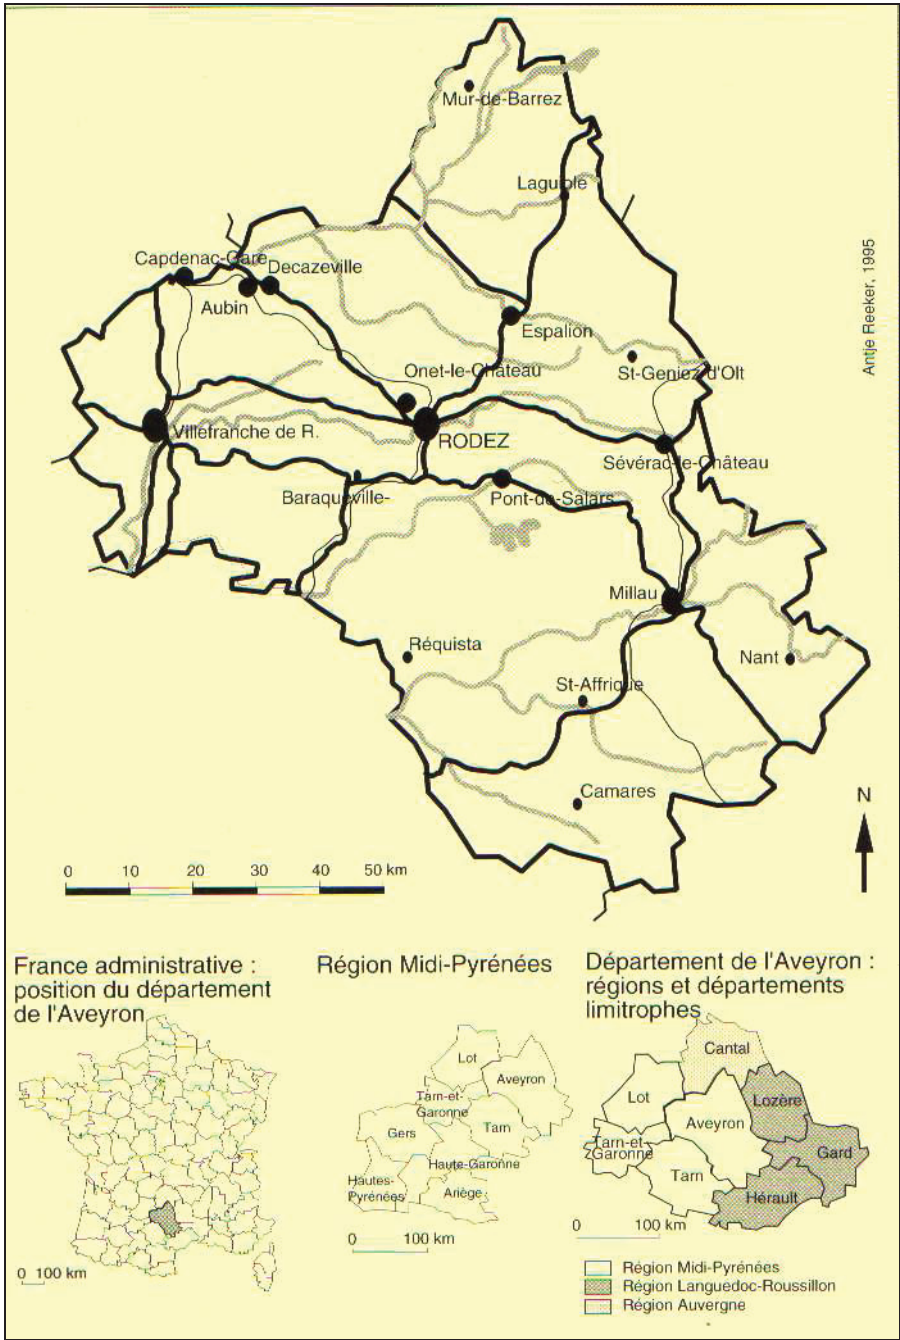 Mur-de-Barrez
Laguiole
Capdenac-Gare
Decazeville
Aubin
Espalion
Onet-le-Château
St-Geniez d'Olt
Villefranche de R.
RODEZ
Sévérac-le-Château
Baraqueville-
Pont-de-Salars
Millau
Réquista
Nant
St-Affrique
Camares
Antje Reeker, 1995
N
0 10 20 30 40 50 km
France administrative :
position du département
de l'Aveyron
0 100 km
Région Midi-Pyrénées
Lot
Aveyron
Tarn-et-
Garonne
Gers
Tarn
Haute-Garonne
Hautes-
Pyrénées
Ariège
0 100 km
Département de l'Aveyron :
régions et départements
limitrophes
Cantal
Lot
Lozère
Aveyron
Tarn-et-
Garonne
Gard
Tarn
Hérault
0 100 km
Région Midi-Pyrénées
Région Languedoc-Roussillon
Région Auvergne